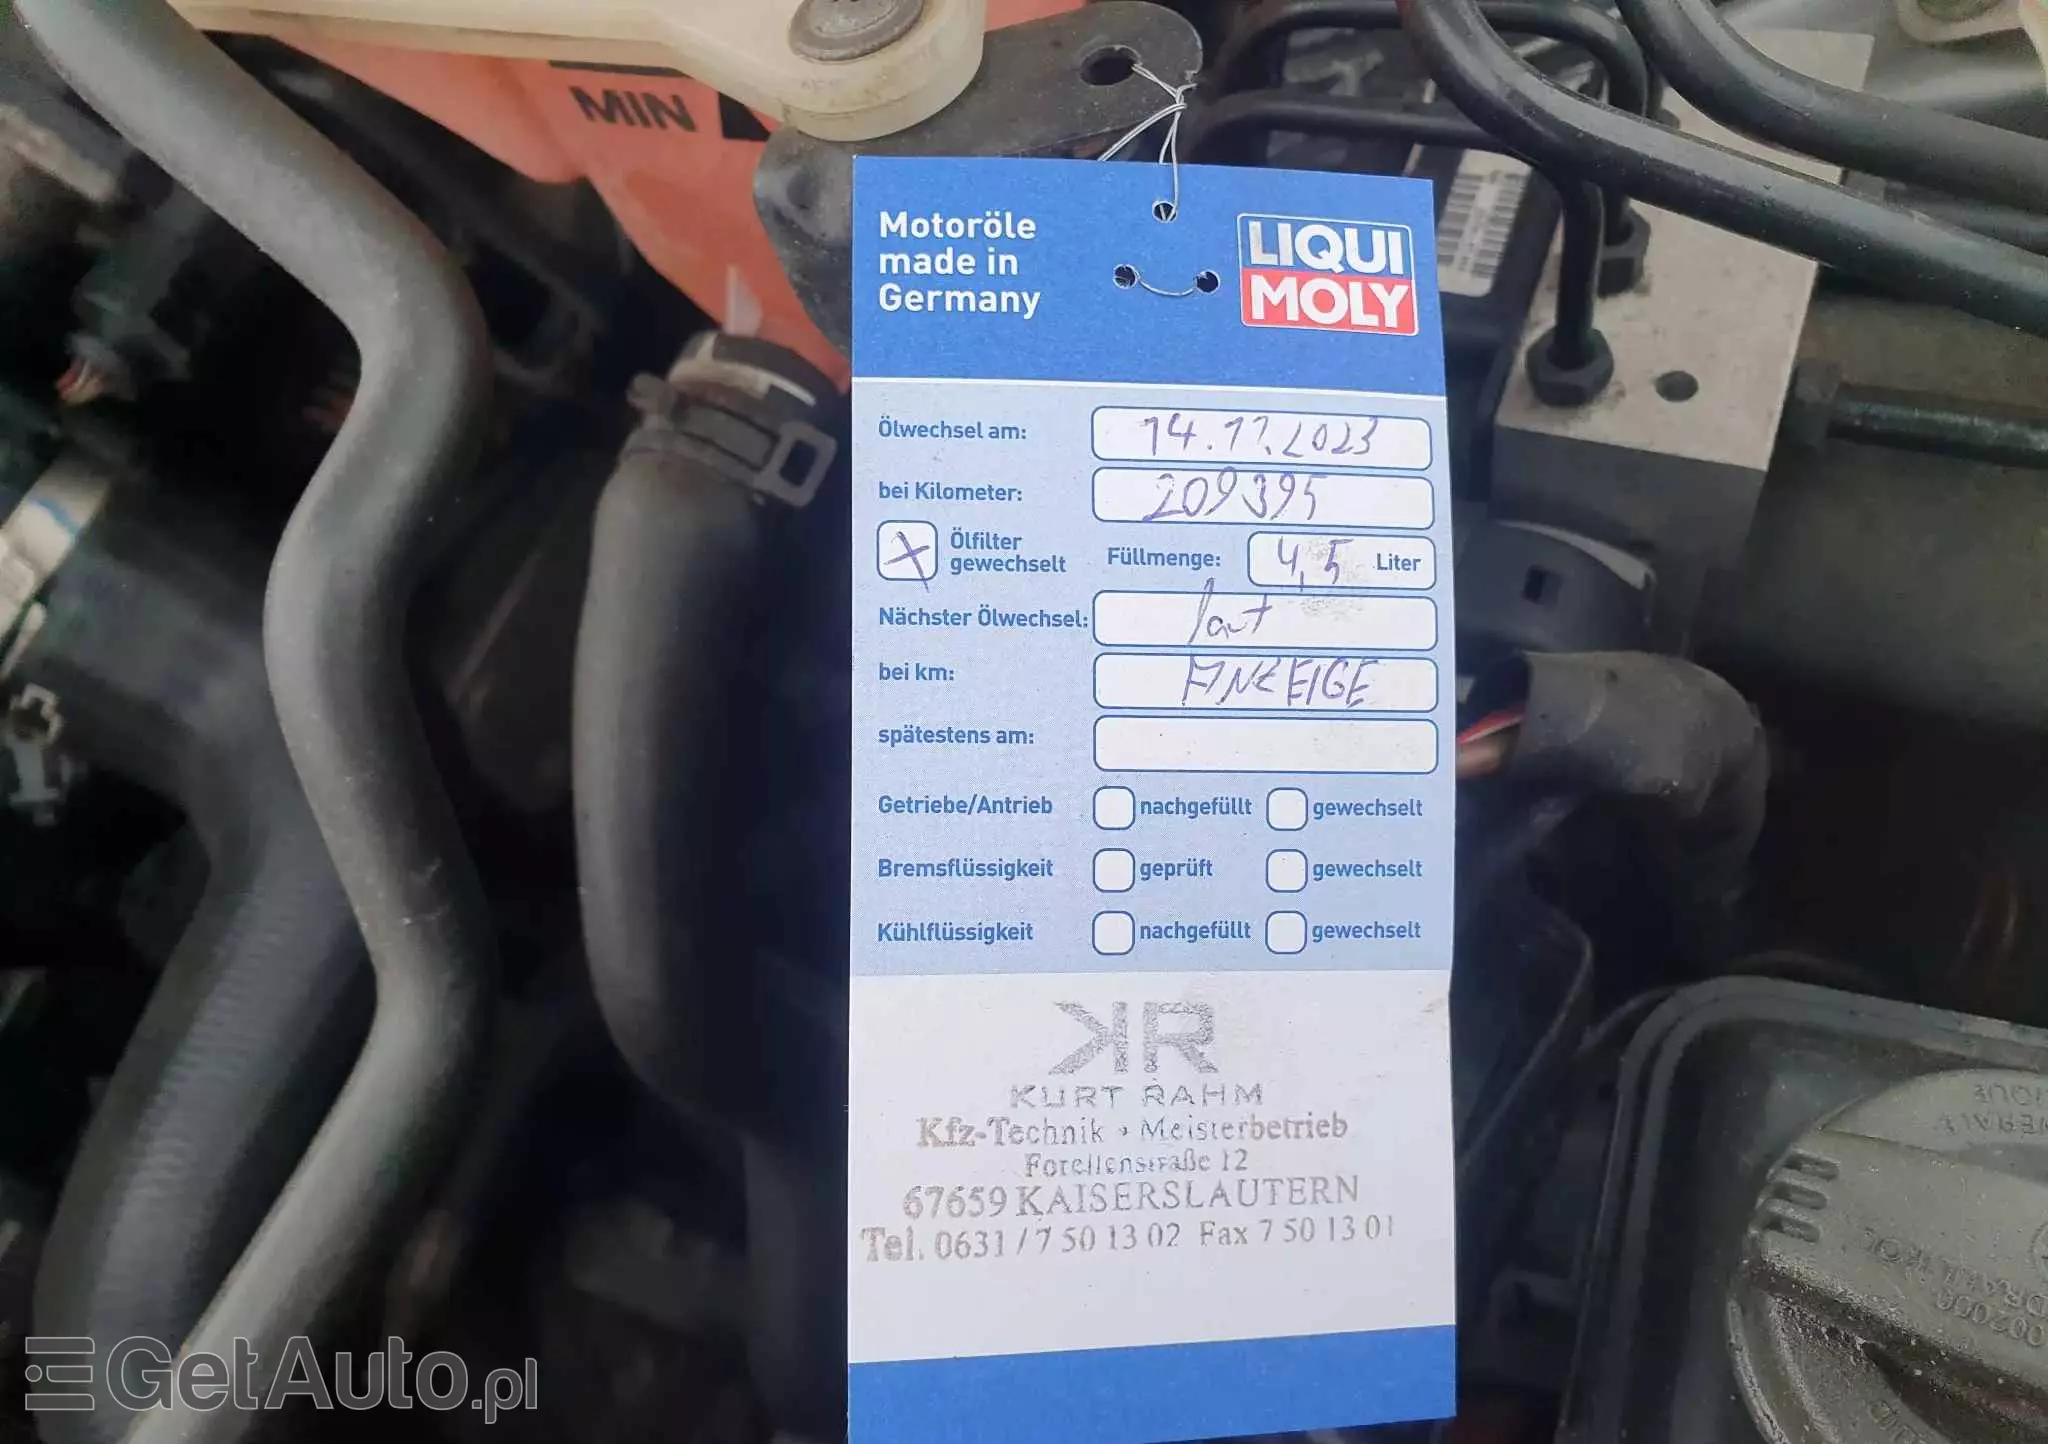 MIN
Motoröle
made in
Germany
LIQUI
MOLY
Ölwechsel am: 14.11.2023
bei Kilometer: 209395
X Ölfilter gewechselt Füllmenge: 4,5 Liter
Nächster Ölwechsel: laut
bei km: ANZEIGE
spätestens am:
Getriebe/Antrieb nachgefüllt gewechselt
Bremsflüssigkeit geprüft gewechselt
Kühlflüssigkeit nachgefüllt gewechselt
KR
KURT RAHM
Kfz-Technik • Meisterbetrieb
Forellenstraße 12
67659 KAISERSLAUTERN
Tel. 0631 / 7 50 13 02 Fax 7 50 13 01
GetAuto.pl